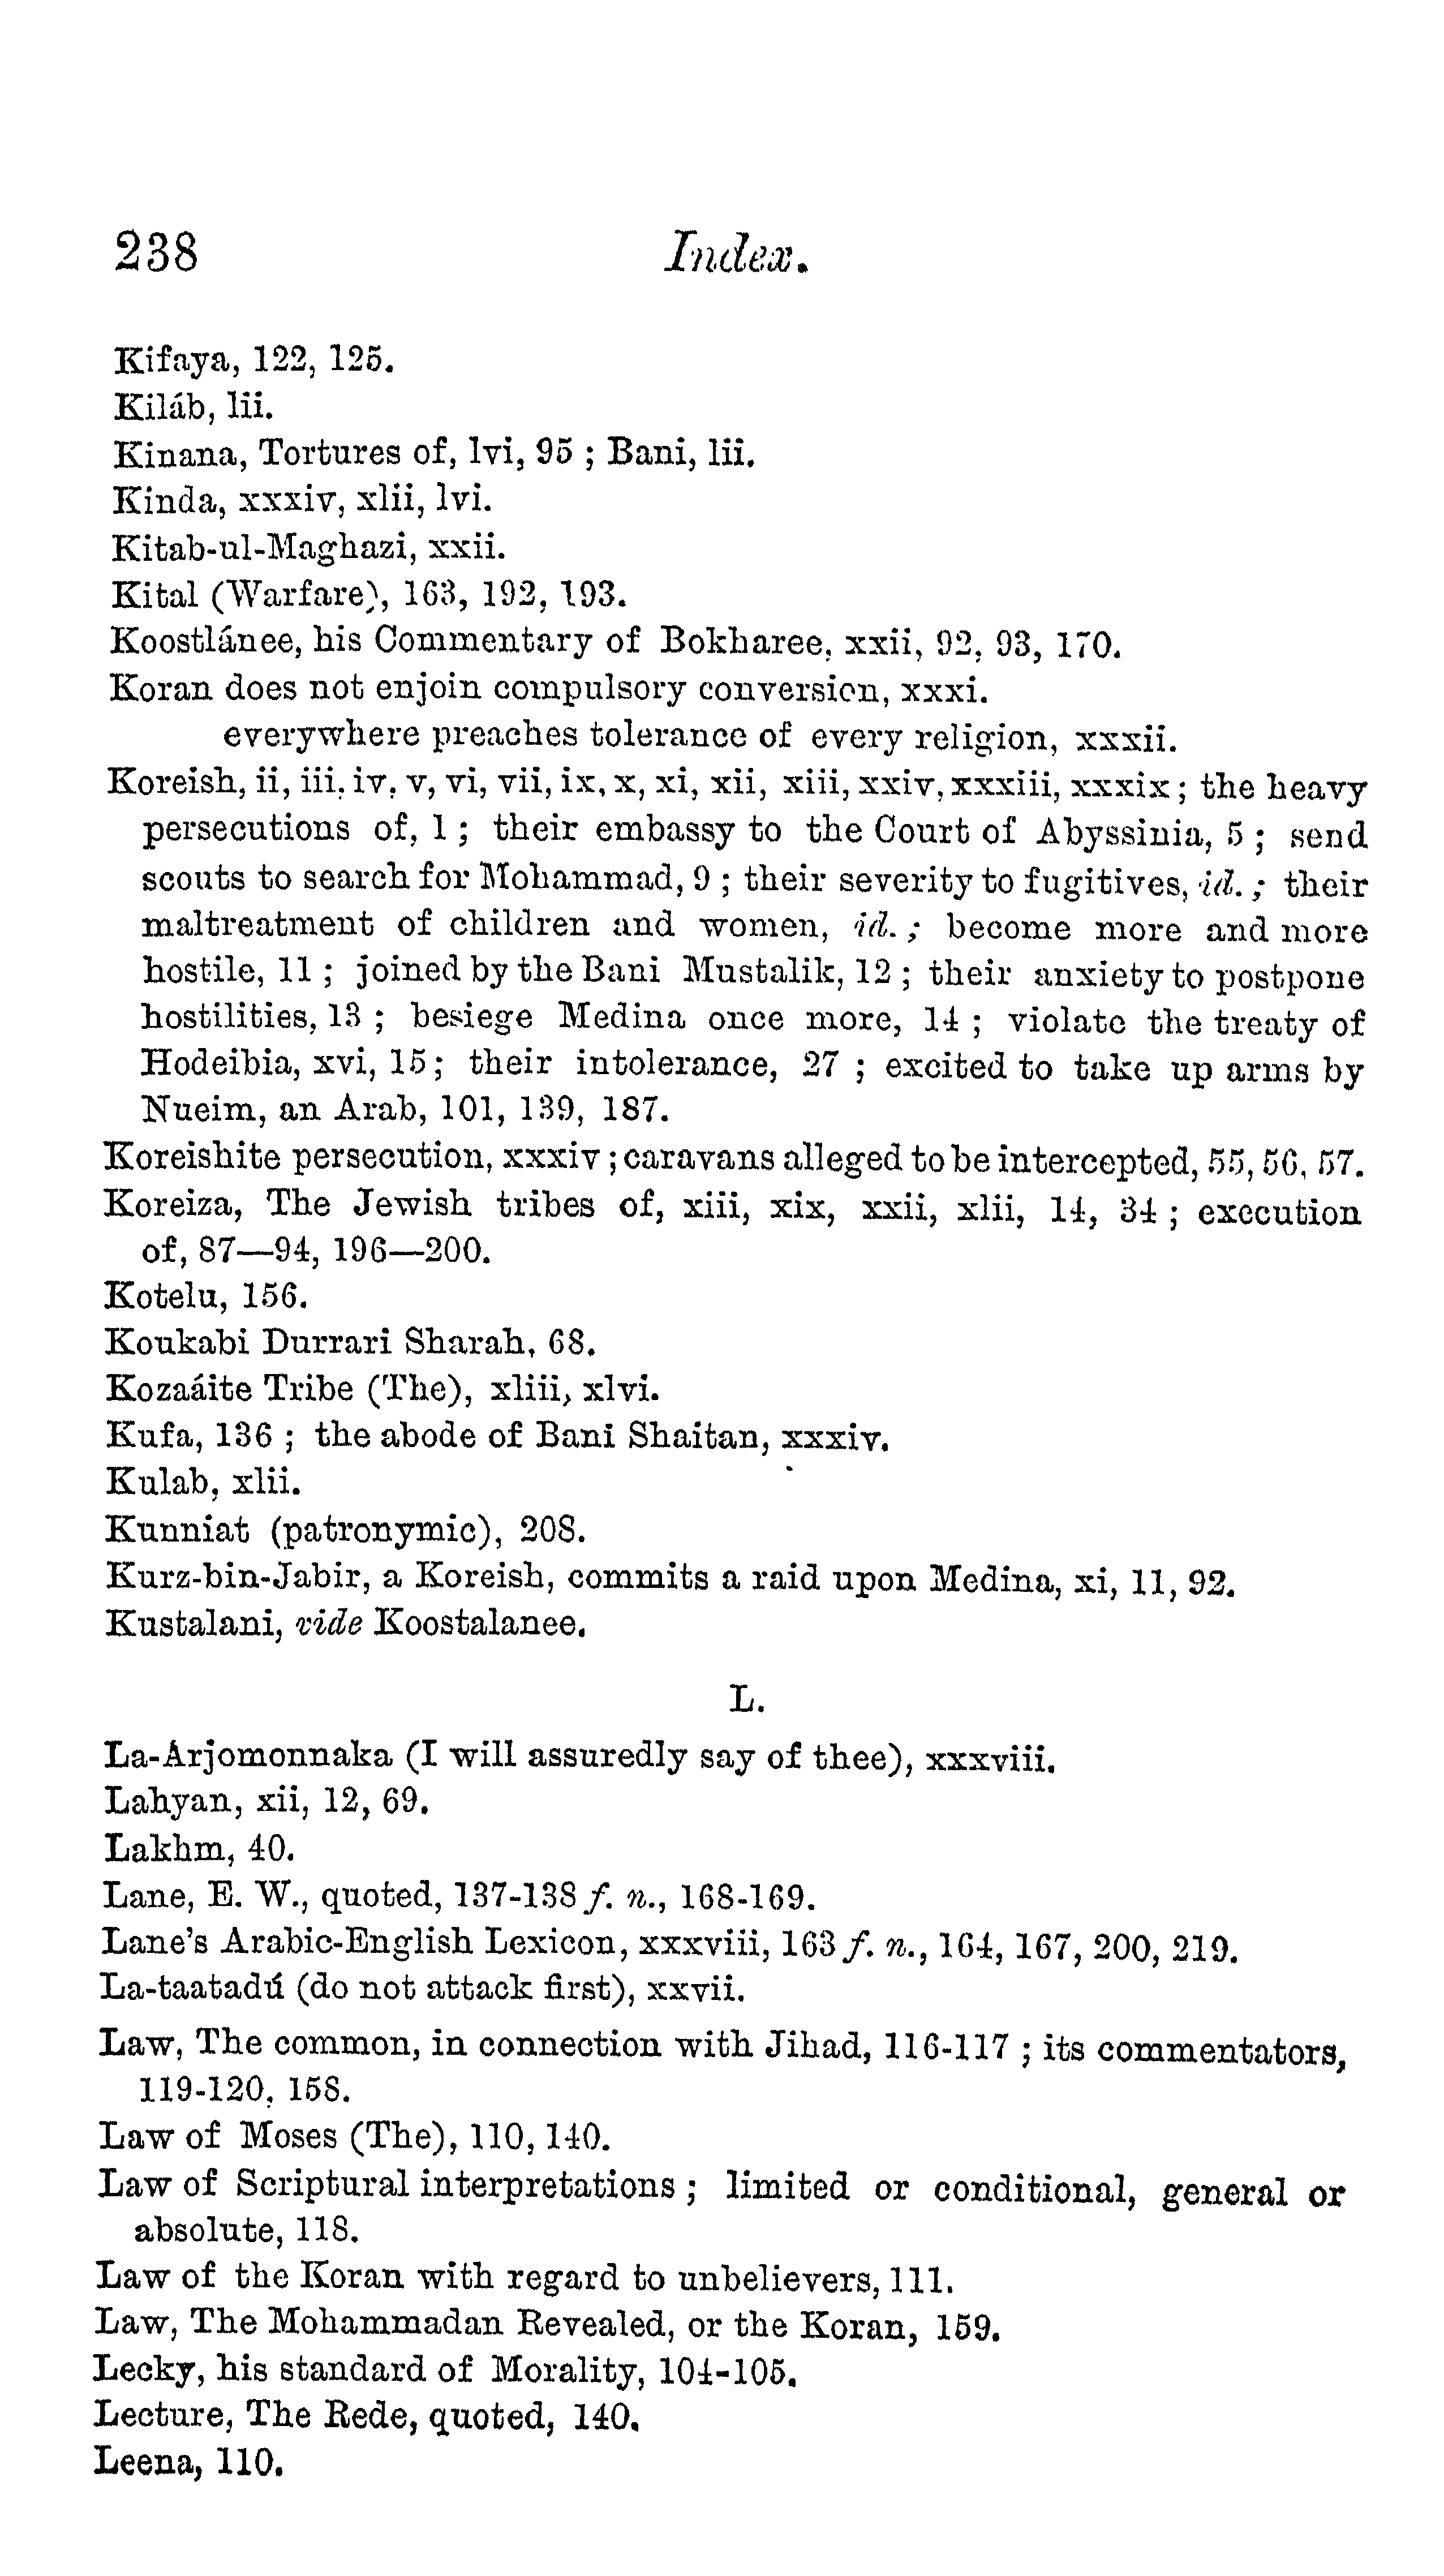 238 Index.
Kifaya, 122, 125.
Kiláb, lii.
Kinana, Tortures of, lvi, 95 ; Bani, lii.
Kinda, xxxiv, xlii, lvi.
Kitab-ul-Maghazi, xxii.
Kital (Warfare), 163, 192, 193.
Koostlánee, his Commentary of Bokharee, xxii, 92, 93, 170.
Koran does not enjoin compulsory conversion, xxxi.
everywhere preaches tolerance of every religion, xxxii.
Koreish, ii, iii, iv, v, vi, vii, ix, x, xi, xii, xiii, xxiv, xxxiii, xxxix ; the heavy
persecutions of, 1 ; their embassy to the Court of Abyssinia, 5 ; send
scouts to search for Mohammad, 9 ; their severity to fugitives, id. ; their
maltreatment of children and women, id. ; become more and more
hostile, 11 ; joined by the Bani Mustalik, 12 ; their anxiety to postpone
hostilities, 13 ; besiege Medina once more, 14 ; violate the treaty of
Hodeibia, xvi, 15 ; their intolerance, 27 ; excited to take up arms by
Nueim, an Arab, 101, 139, 187.
Koreishite persecution, xxxiv ; caravans alleged to be intercepted, 55, 56, 57.
Koreiza, The Jewish tribes of, xiii, xix, xxii, xlii, 14, 34 ; execution
of, 87—94, 196—200.
Kotelu, 156.
Koukabi Durrari Sharah, 68.
Kozaáite Tribe (The), xliii, xlvi.
Kufa, 136 ; the abode of Bani Shaitan, xxxiv.
Kulab, xlii.
Kunniat (patronymic), 208.
Kurz-bin-Jabir, a Koreish, commits a raid upon Medina, xi, 11, 92.
Kustalani, vide Koostalanee.
L.
La-Arjomonnaka (I will assuredly say of thee), xxxviii.
Lahyan, xii, 12, 69.
Lakhm, 40.
Lane, E. W., quoted, 137-138 f. n., 168-169.
Lane's Arabic-English Lexicon, xxxviii, 163 f. n., 164, 167, 200, 219.
La-taatadú (do not attack first), xxvii.
Law, The common, in connection with Jihad, 116-117 ; its commentators,
119-120, 158.
Law of Moses (The), 110, 140.
Law of Scriptural interpretations ; limited or conditional, general or
absolute, 118.
Law of the Koran with regard to unbelievers, 111.
Law, The Mohammadan Revealed, or the Koran, 159.
Lecky, his standard of Morality, 104-105.
Lecture, The Rede, quoted, 140.
Leena, 110.